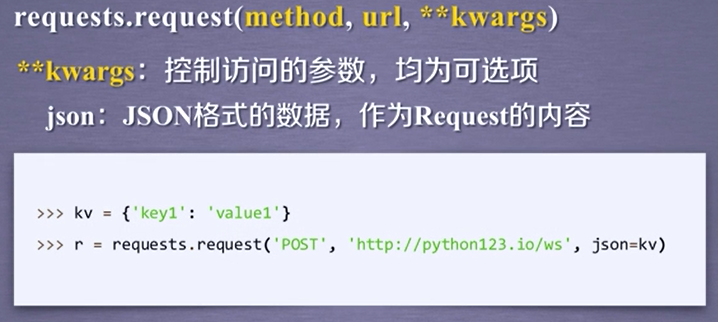 requests.request(method, url, **kwargs)
**kwargs：控制访问的参数，均为可选项
json：JSON格式的数据，作为Request的内容
>>> kv = {'key1': 'value1'}
>>> r = requests.request('POST', 'http://python123.io/ws', json=kv)